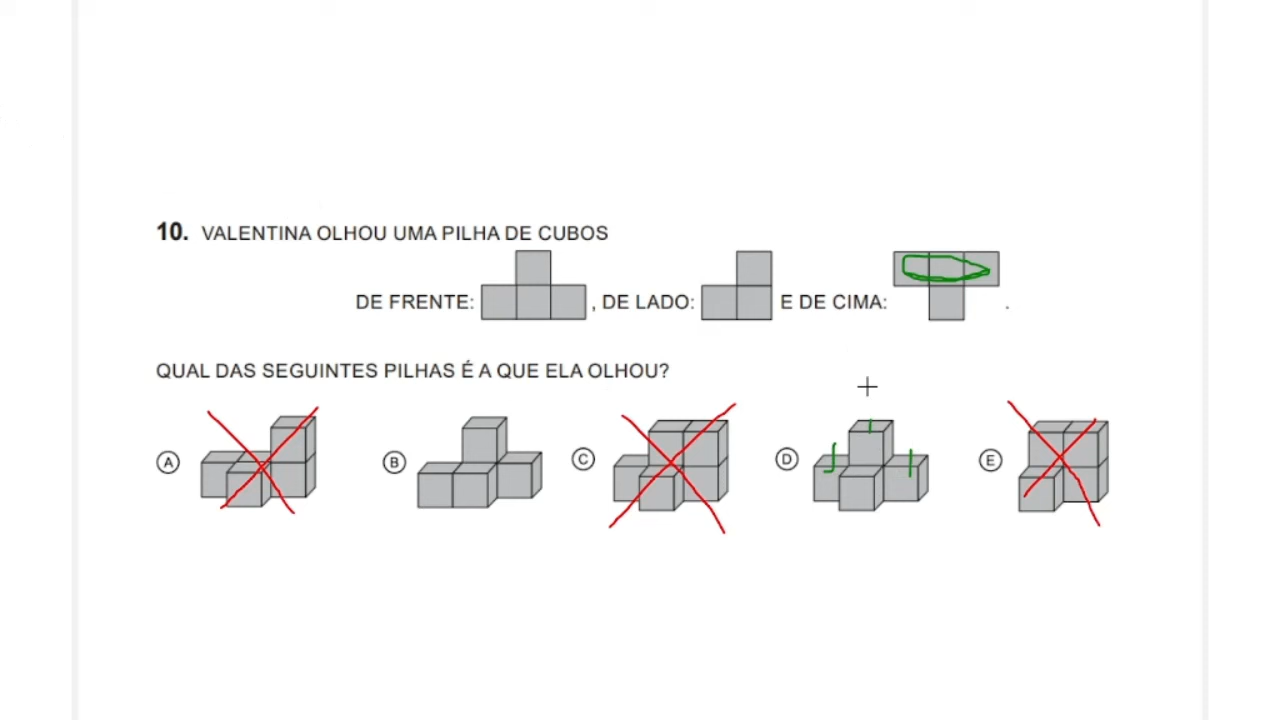 10. VALENTINA OLHOU UMA PILHA DE CUBOS
DE FRENTE: , DE LADO: E DE CIMA: .
QUAL DAS SEGUINTES PILHAS É A QUE ELA OLHOU?
A B C D E